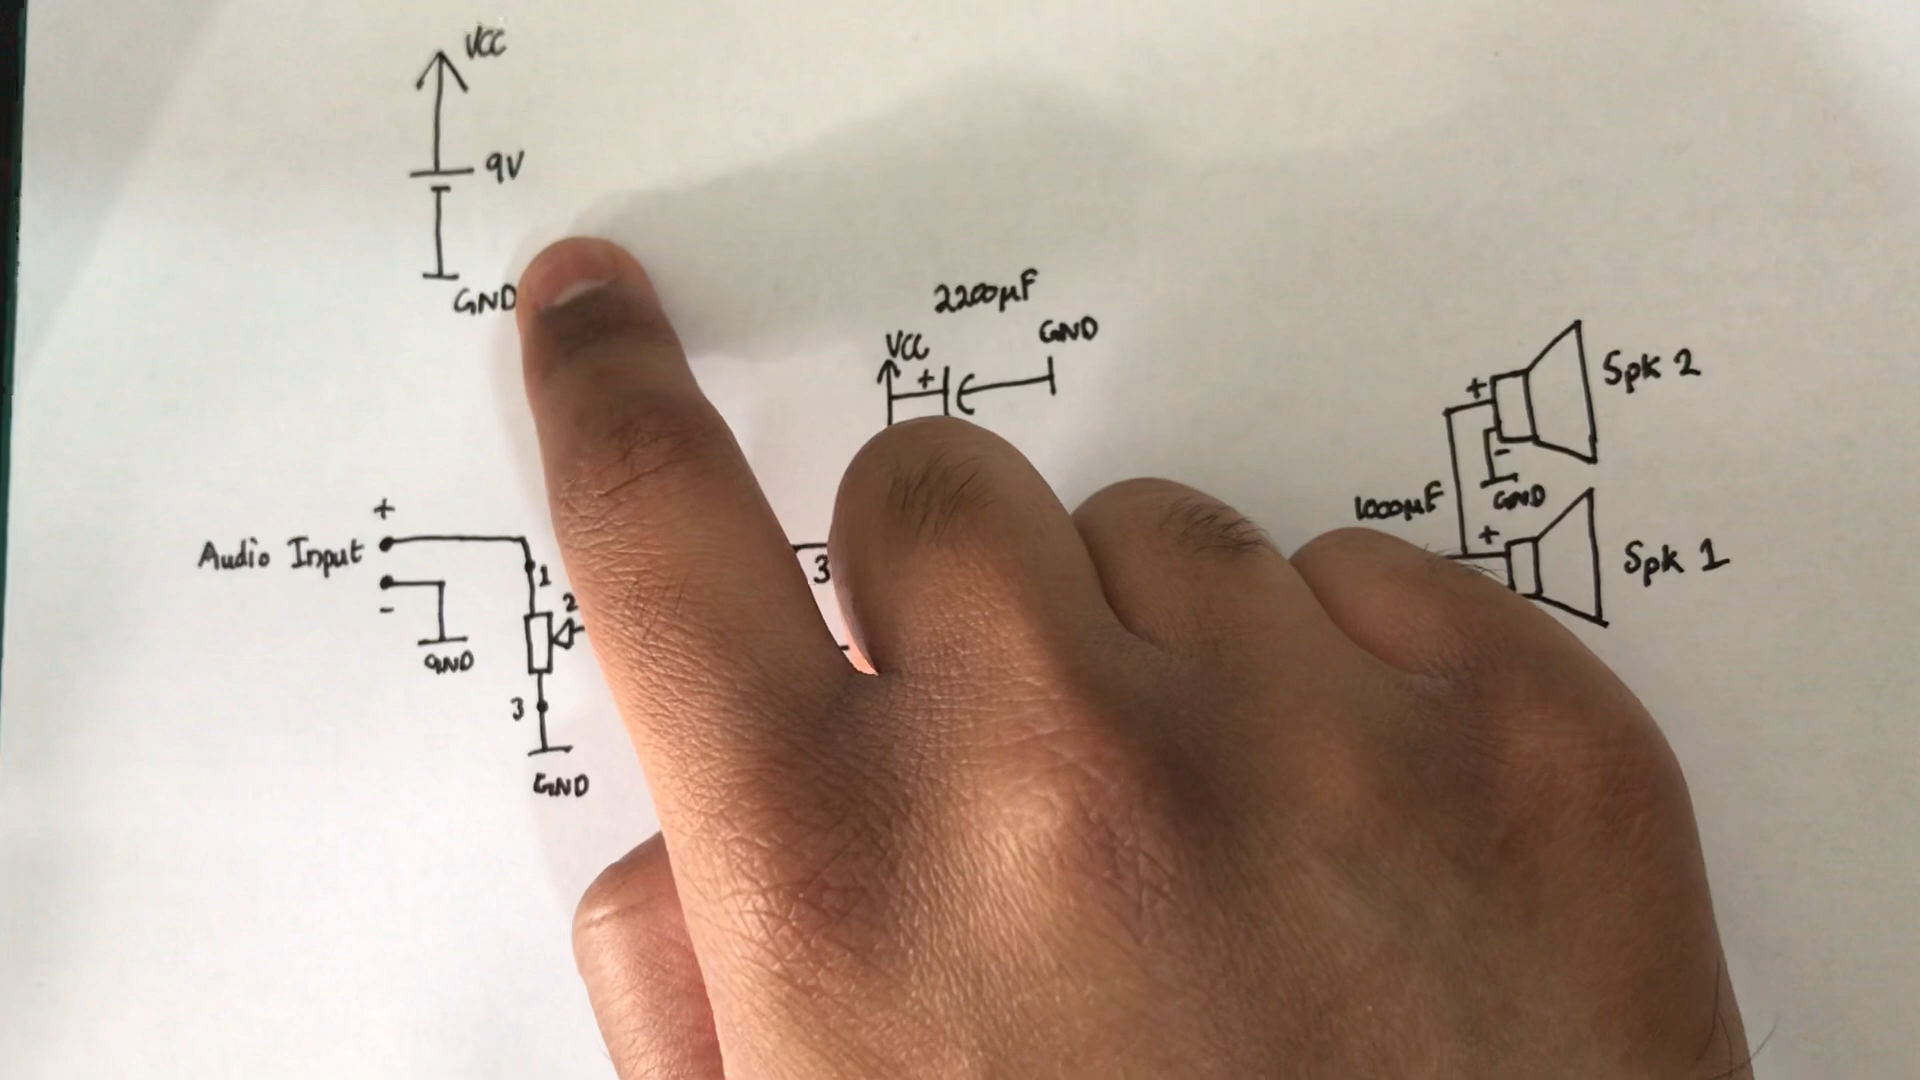 VCC
9V
GND
2200µF
VCC
GND
+
+
Spk 2
-
GND
1000µF
+
Spk 1
+
Audio Input
-
GND
1
2
3
GND
3